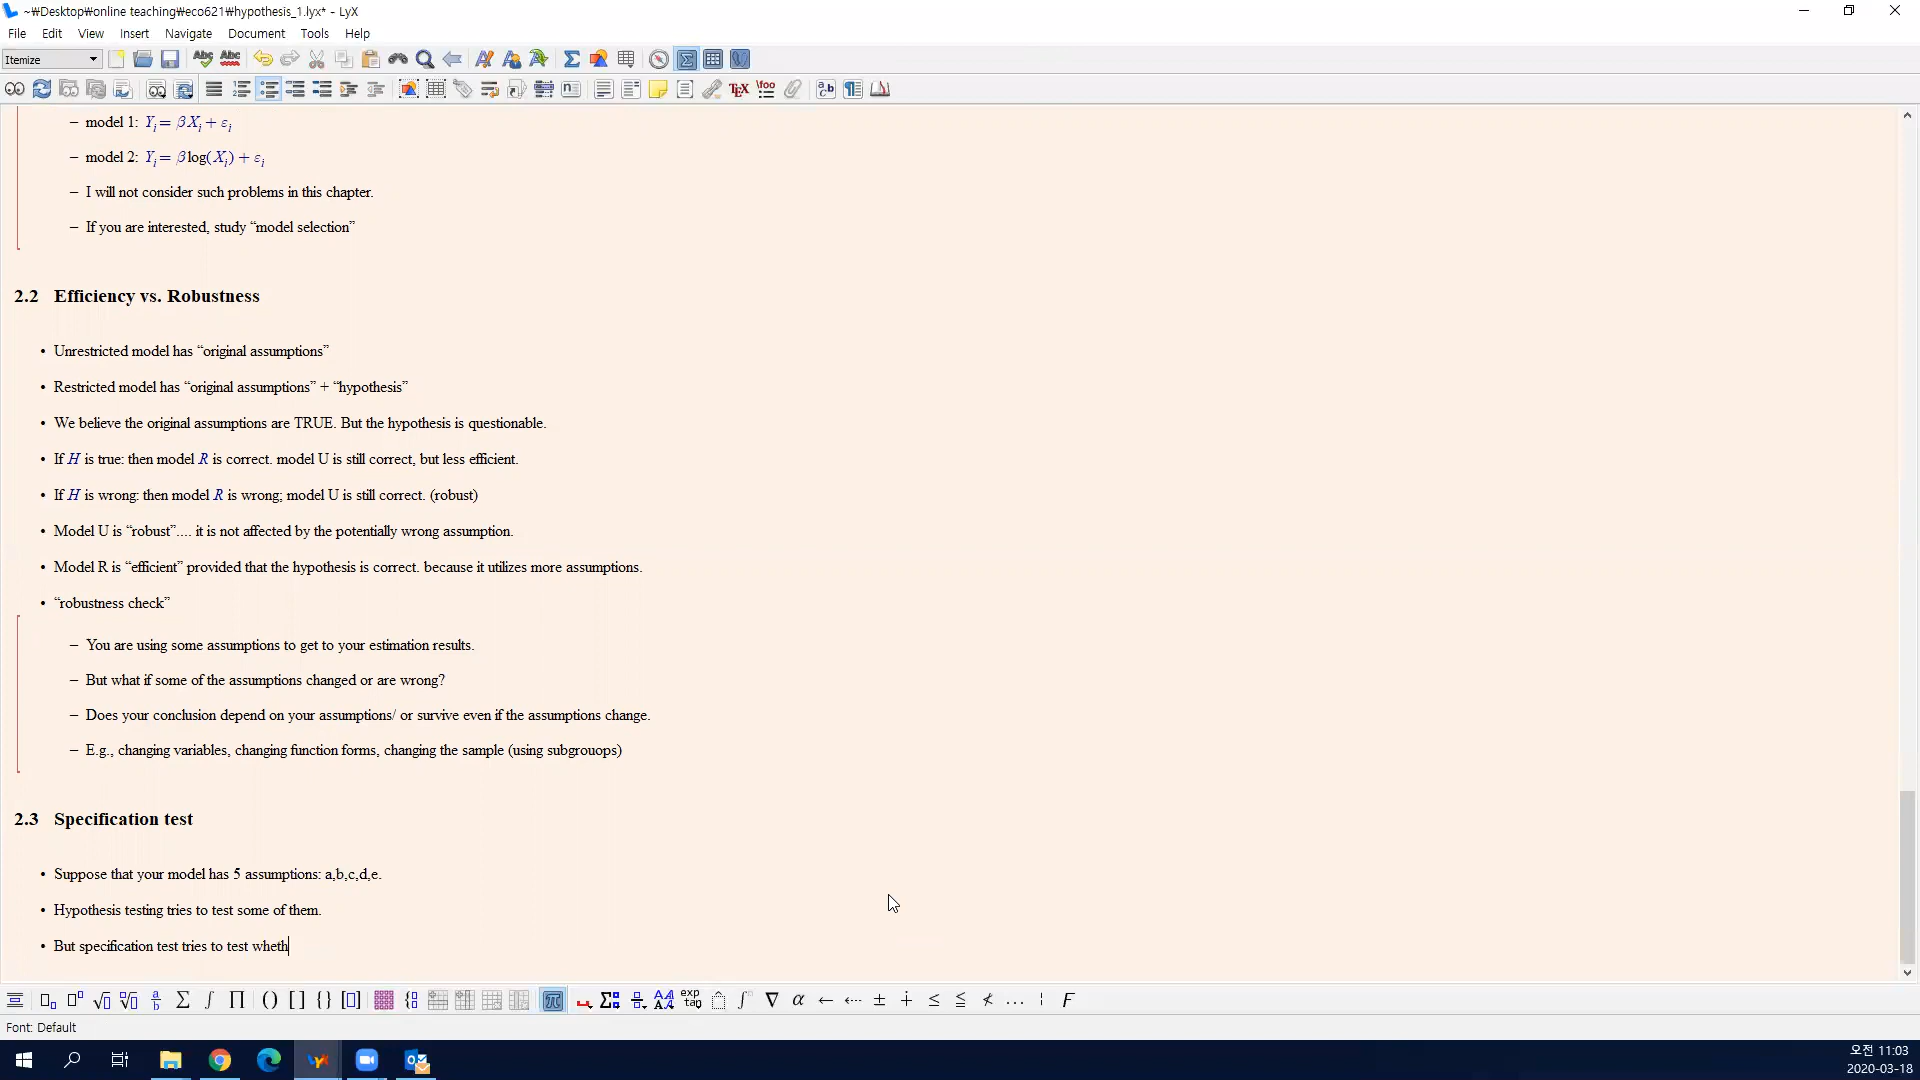 ~₩Desktop₩online teaching₩eco621₩hypothesis_1.lyx* - LyX
File Edit View Insert Navigate Document Tools Help
Itemize
– model 1: Y_i = βX_i + ε_i
– model 2: Y_i = βlog(X_i) + ε_i
– I will not consider such problems in this chapter.
– If you are interested, study “model selection”
2.2 Efficiency vs. Robustness
• Unrestricted model has “original assumptions”
• Restricted model has “original assumptions” + “hypothesis”
• We believe the original assumptions are TRUE. But the hypothesis is questionable.
• If H is true: then model R is correct. model U is still correct, but less efficient.
• If H is wrong: then model R is wrong; model U is still correct. (robust)
• Model U is “robust”.... it is not affected by the potentially wrong assumption.
• Model R is “efficient” provided that the hypothesis is correct. because it utilizes more assumptions.
• “robustness check”
– You are using some assumptions to get to your estimation results.
– But what if some of the assumptions changed or are wrong?
– Does your conclusion depend on your assumptions/ or survive even if the assumptions change.
– E.g., changing variables, changing function forms, changing the sample (using subgrouops)
2.3 Specification test
• Suppose that your model has 5 assumptions: a,b,c,d,e.
• Hypothesis testing tries to test some of them.
• But specification test tries to test wheth
Font: Default
오전 11:03
2020-03-18